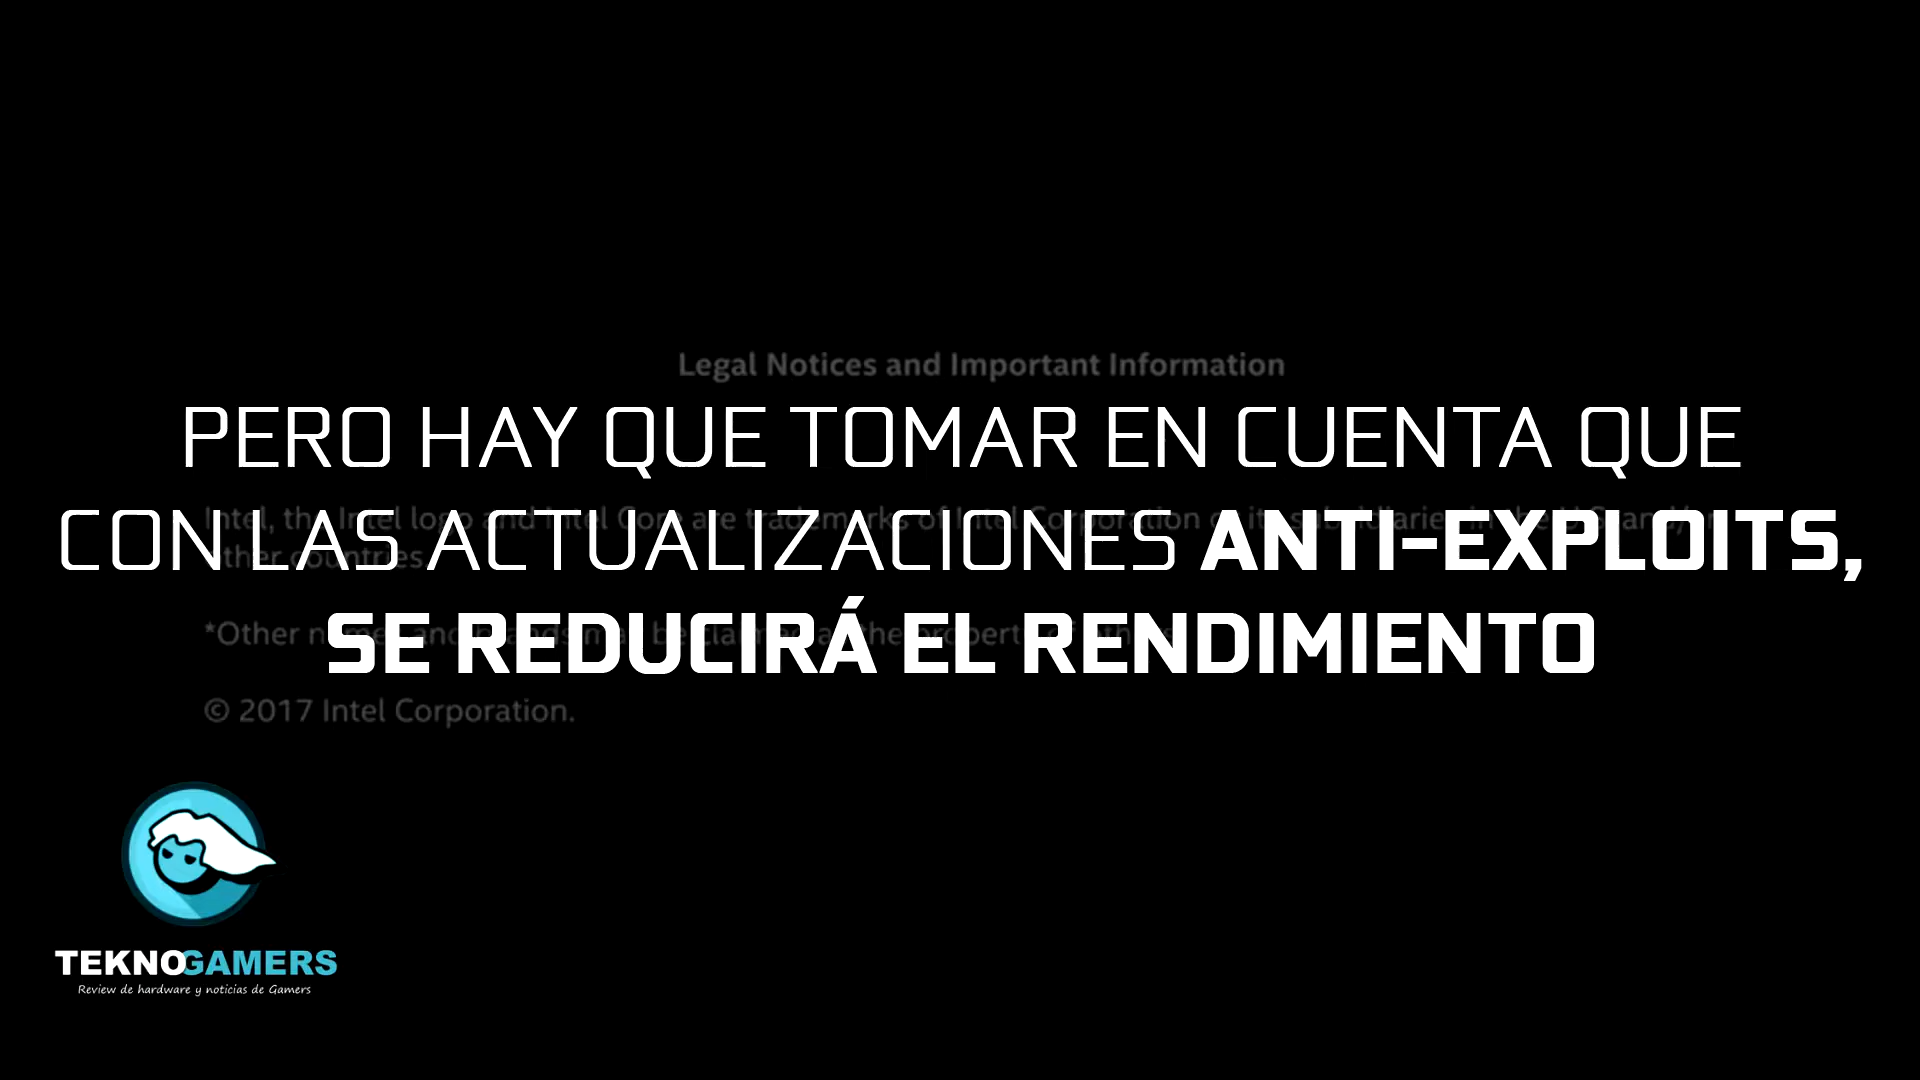 Legal Notices and Important Information
PERO HAY QUE TOMAR EN CUENTA QUE
CON LAS ACTUALIZACIONES ANTI-EXPLOITS,
SE REDUCIRÁ EL RENDIMIENTO
© 2017 Intel Corporation.
TEKNOGAMERS
Review de hardware y noticias de Gamers